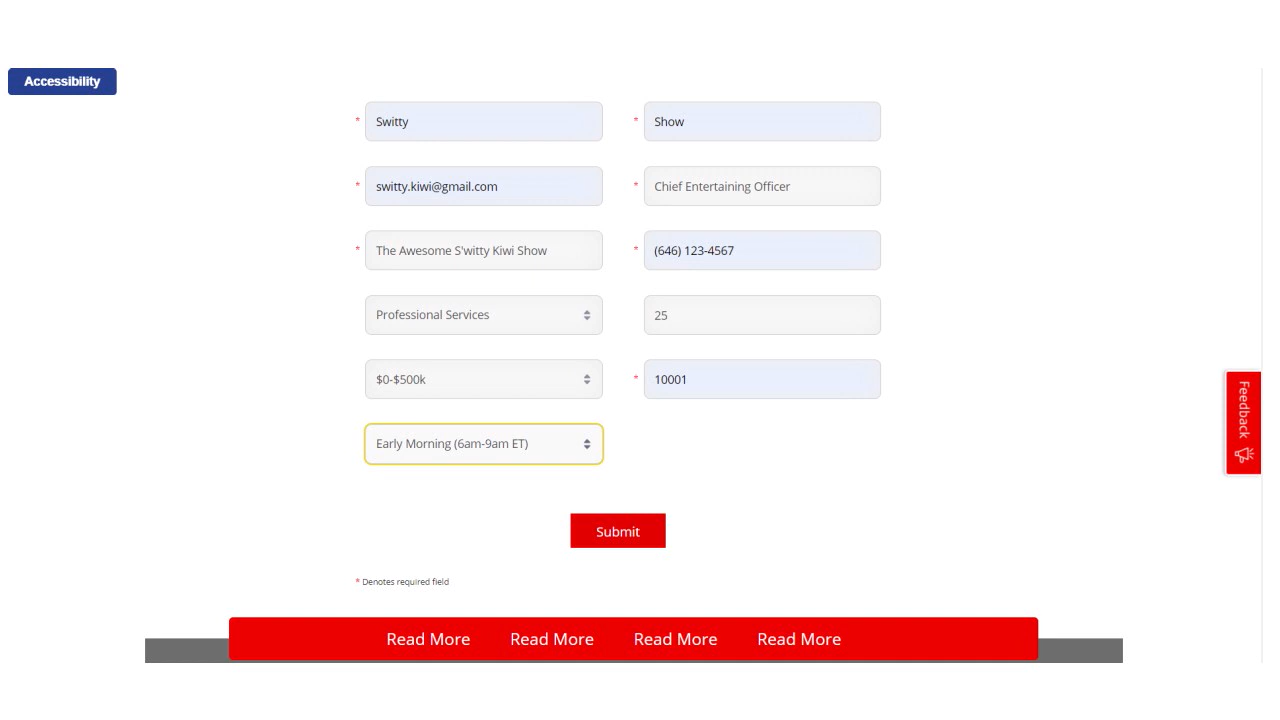 Accessibility
* Switty
* Show
* switty.kiwi@gmail.com
* Chief Entertaining Officer
* The Awesome S'witty Kiwi Show
* (646) 123-4567
Professional Services
25
$0-$500k
* 10001
Early Morning (6am-9am ET)
Feedback
Submit
* Denotes required field
Read More Read More Read More Read More